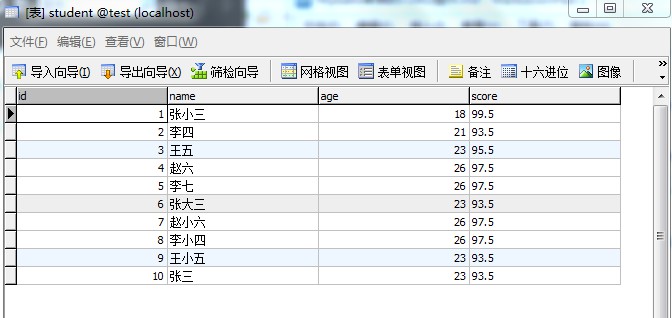 [表] student @test (localhost)
文件(F) 编辑(E) 查看(V) 窗口(W)
导入向导(I) 导出向导(X) 筛检向导 网格视图 表单视图 备注 十六进位 图像
id name age score
1 张小三 18 99.5
2 李四 21 93.5
3 王五 23 95.5
4 赵六 26 97.5
5 李七 26 97.5
6 张大三 23 93.5
7 赵小六 26 97.5
8 李小四 26 97.5
9 王小五 23 93.5
10 张三 23 93.5